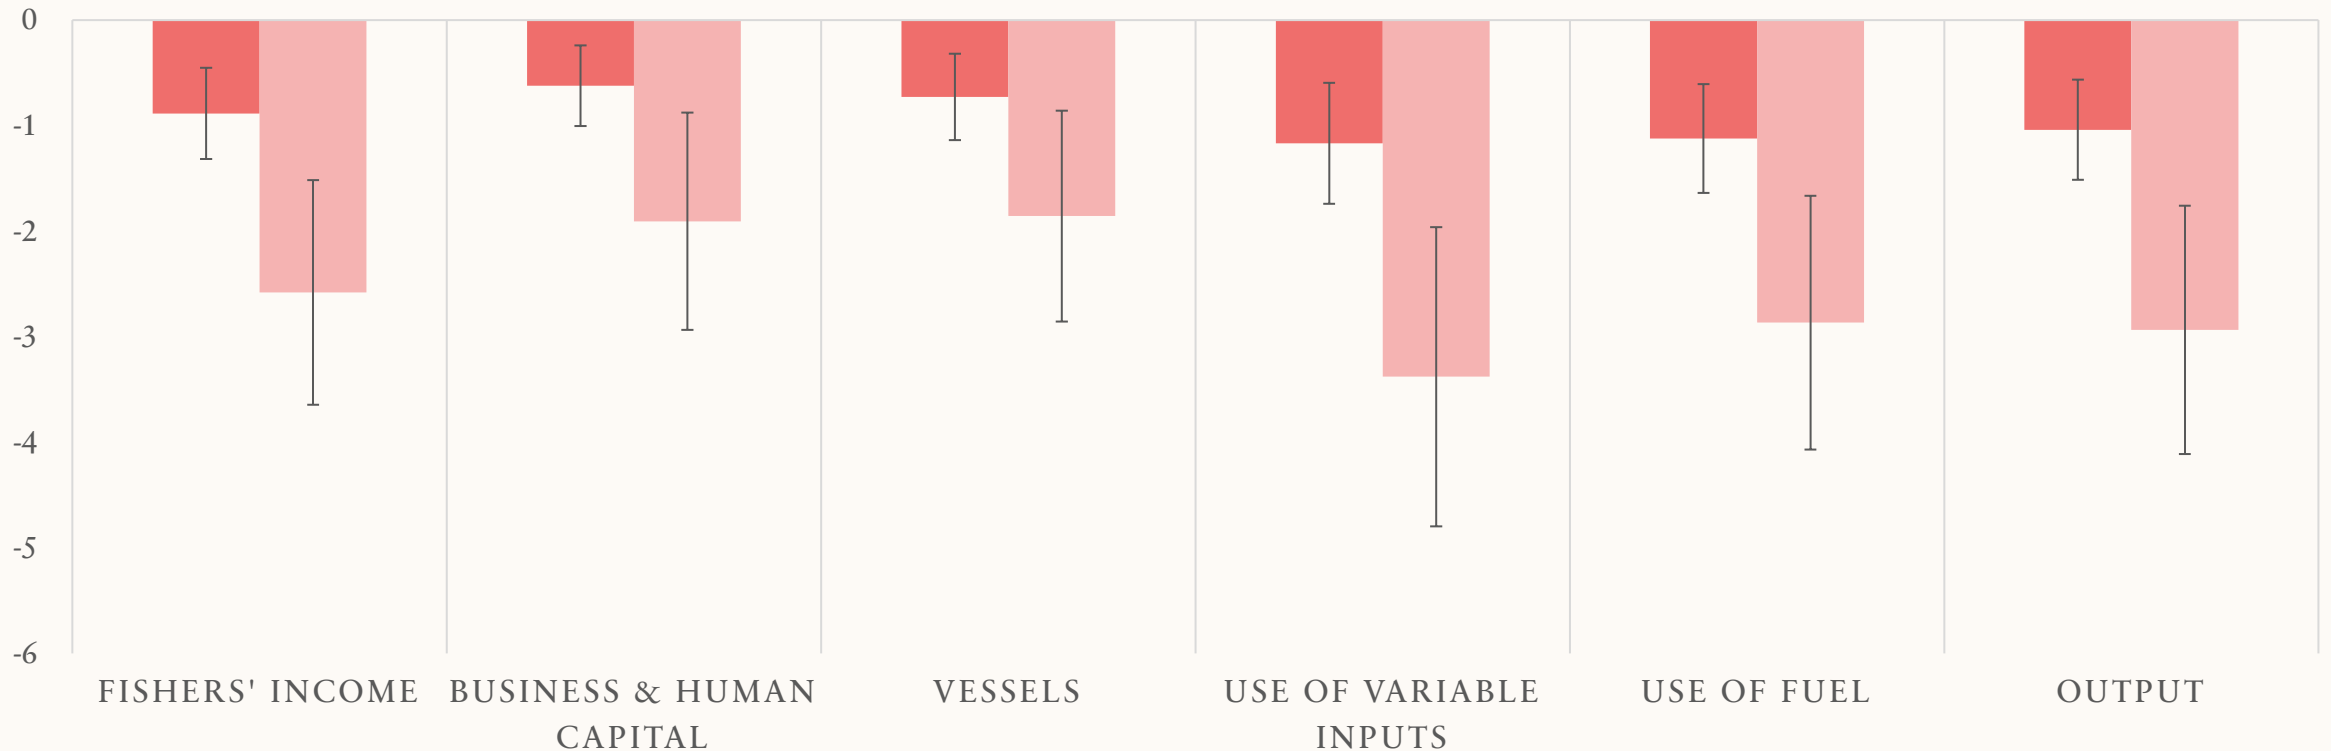 0
-1
-2
-3
-4
-5
-6
FISHERS' INCOME
BUSINESS & HUMAN
CAPITAL
VESSELS
USE OF VARIABLE
INPUTS
USE OF FUEL
OUTPUT